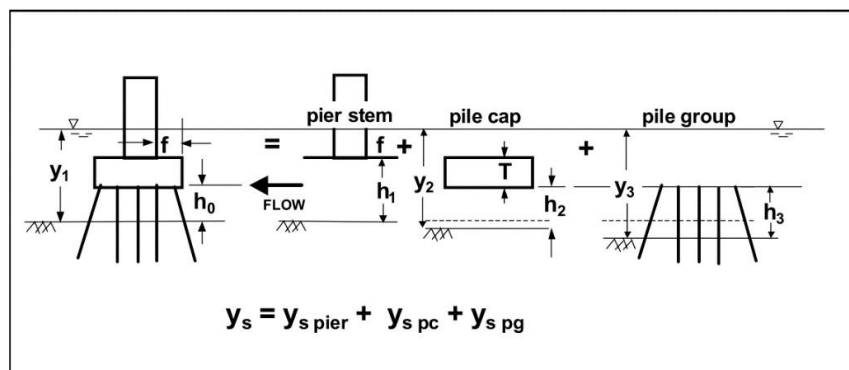 pier stem pile cap pile group
f = f + +
y₁ h₁ y₂ T y₃
h₀ FLOW h₂ h₃
yₛ = yₛ pier + yₛ pc + yₛ pg